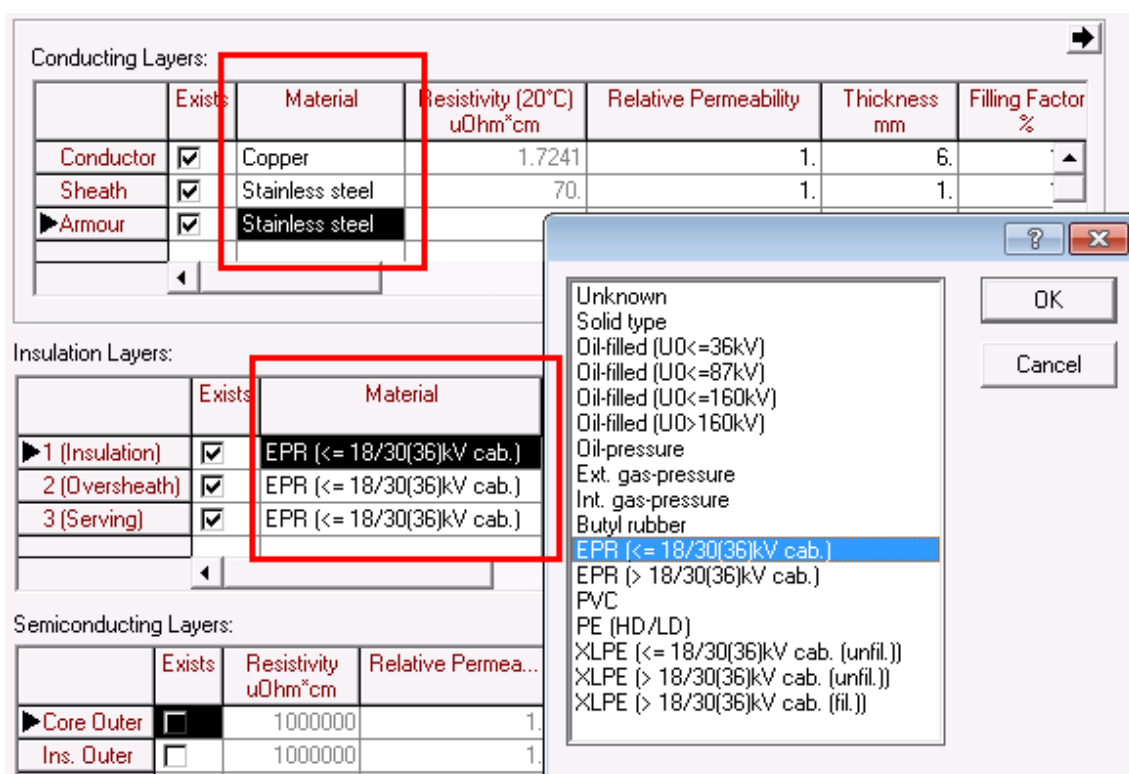 Conducting Layers:
Exists Material Resistivity (20°C) uOhm*cm Relative Permeability Thickness mm Filling Factor %
Conductor Copper 1.7241 1. 6.
Sheath Stainless steel 70. 1. 1.
Armour Stainless steel
Insulation Layers:
Exists Material
1 (Insulation) EPR (<= 18/30(36)kV cab.)
2 (Oversheath) EPR (<= 18/30(36)kV cab.)
3 (Serving) EPR (<= 18/30(36)kV cab.)
Semiconducting Layers:
Exists Resistivity uOhm*cm Relative Permea...
Core Outer 1000000 1.
Ins. Outer 1000000 1.
?
Unknown
Solid type
Oil-filled (U0<=36kV)
Oil-filled (U0<=87kV)
Oil-filled (U0<=160kV)
Oil-filled (U0>160kV)
Oil-pressure
Ext. gas-pressure
Int. gas-pressure
Butyl rubber
EPR (<= 18/30(36)kV cab.)
EPR (> 18/30(36)kV cab.)
PVC
PE (HD/LD)
XLPE (<= 18/30(36)kV cab. (unfil.))
XLPE (> 18/30(36)kV cab. (unfil.))
XLPE (> 18/30(36)kV cab. (fil.))
OK
Cancel